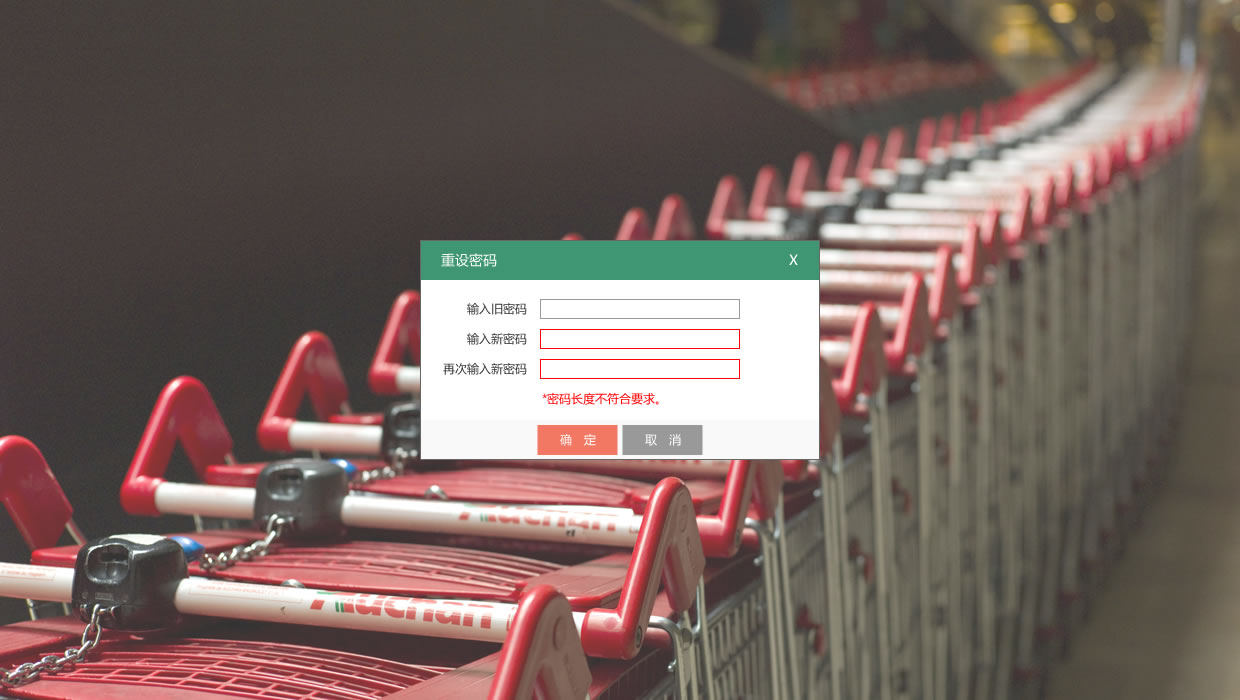 重设密码 X
输入旧密码
输入新密码
再次输入新密码
*密码长度不符合要求。
确 定 取 消
Auchan
Auchan